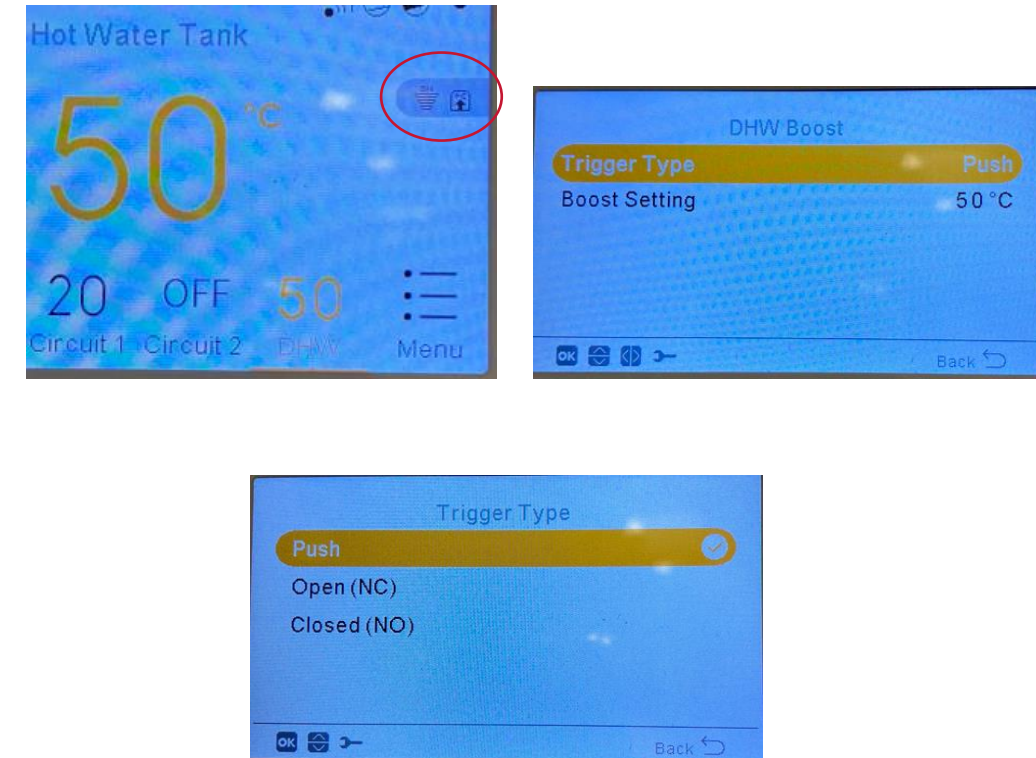 Hot Water Tank
50 °C
20 OFF 50
Circuit 1 Circuit 2 DHW Menu
DHW Boost
Trigger Type Push
Boost Setting 50 °C
OK Back
Trigger Type
Push
Open (NC)
Closed (NO)
OK Back